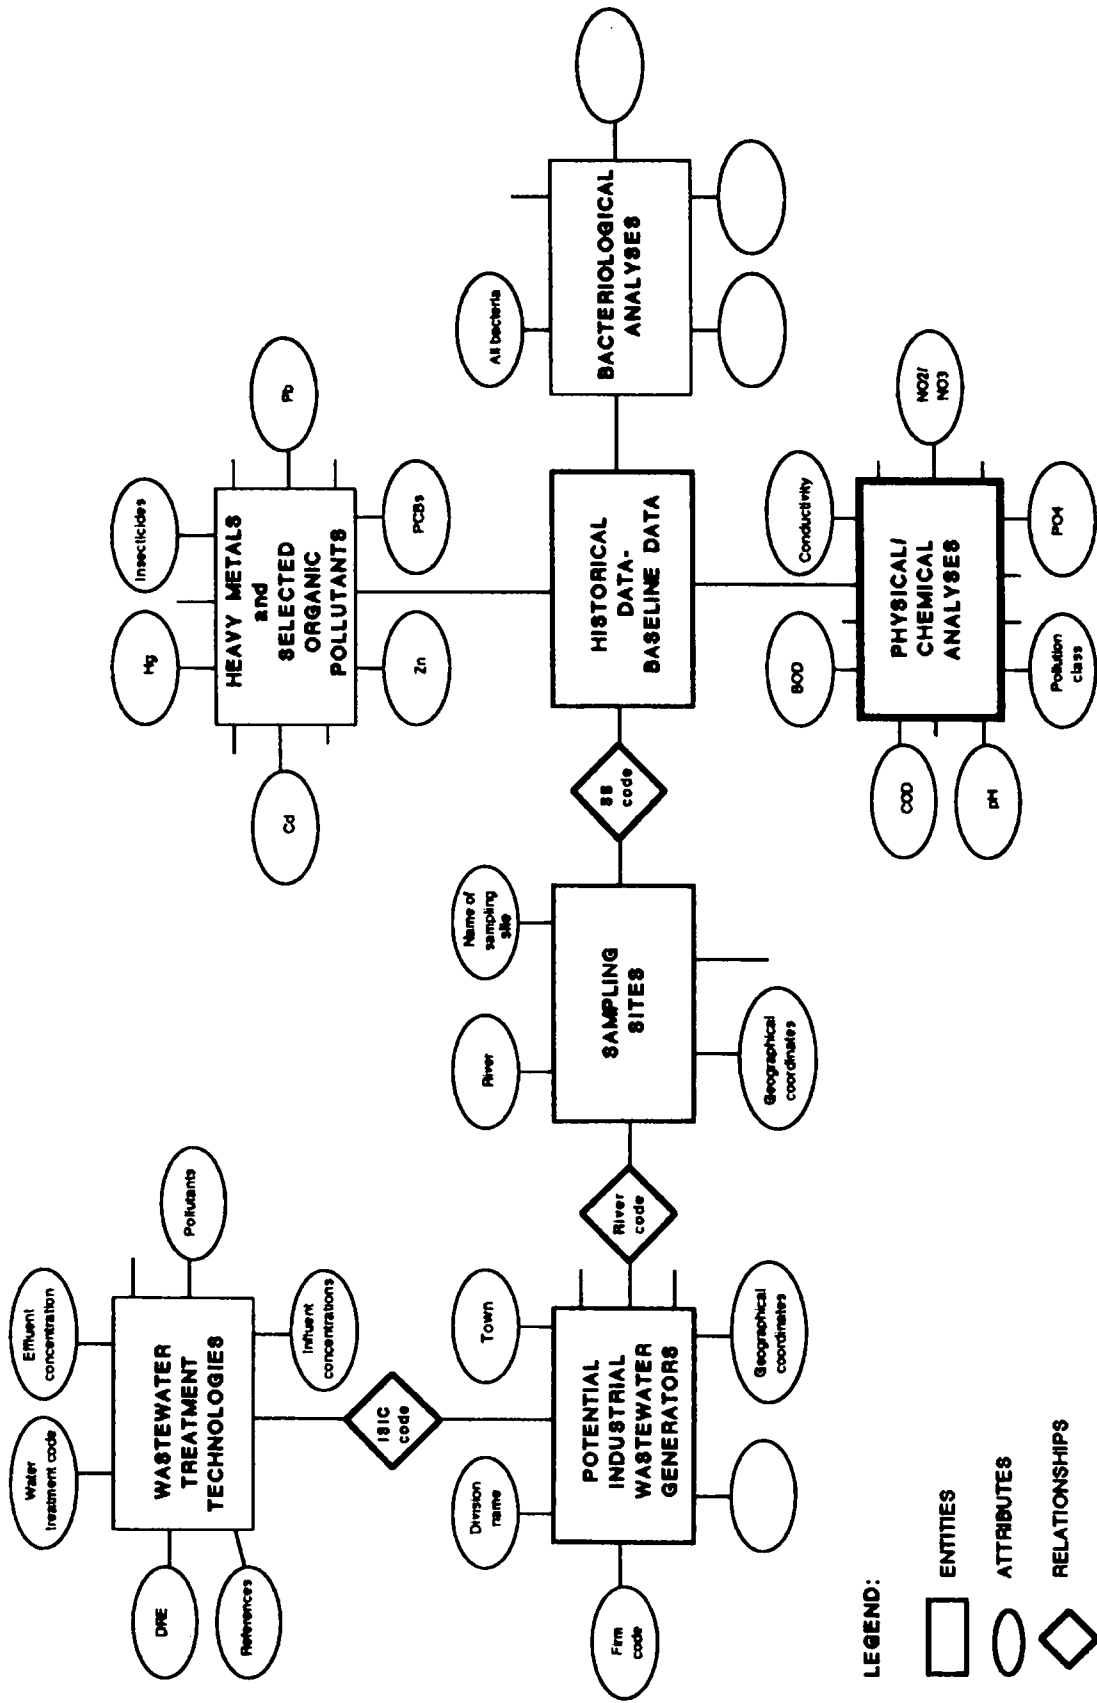 Effluent
concentration
Water
treatment code
Pollutants
WASTEWATER
TREATMENT
TECHNOLOGIES
DRE
References
Influent
concentrations
ISIC
code
Town
Division
name
POTENTIAL
INDUSTRIAL
WASTEWATER
GENERATORS
Firm
code
Geographical
coordinates
River
code
River
Name of
sampling
site
SAMPLING
SITES
Geographical
coordinates
SB
code
HISTORICAL
DATA-
BASELINE DATA
Hg
Insecticides
Cd
HEAVY METALS
and
SELECTED
ORGANIC
POLLUTANTS
Pb
Zn
PCBs
All bacteria
BACTERIOLOGICAL
ANALYSES
BOD
Conductivity
COD
pH
PHYSICAL/
CHEMICAL
ANALYSES
NO2/
NO3
Pollution
class
PO4
LEGEND:
ENTITIES
ATTRIBUTES
RELATIONSHIPS